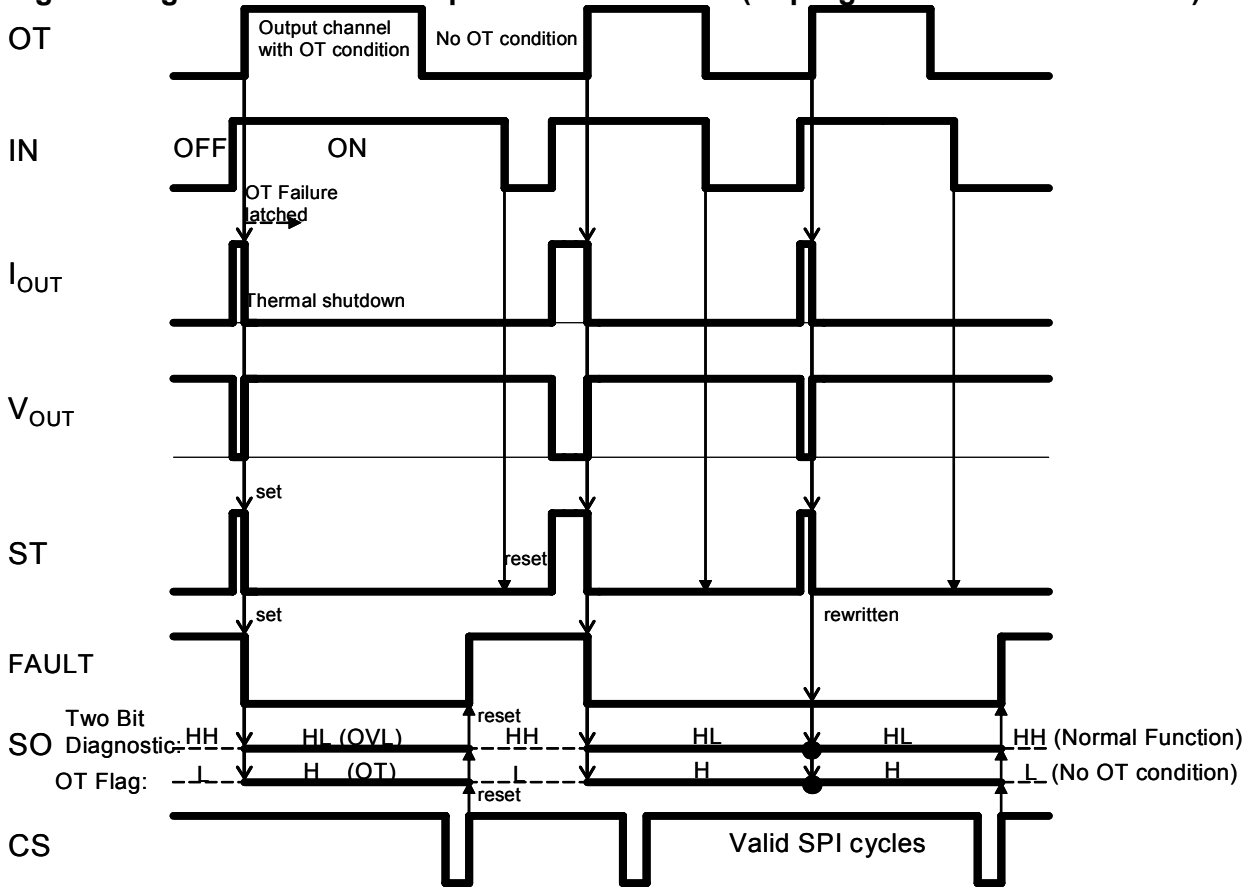 OT
Output channel
with OT condition
No OT condition
IN
OFF
ON
OT Failure
latched
IOUT
Thermal shutdown
VOUT
set
ST
reset
set
rewritten
FAULT
reset
SO
Two Bit
Diagnostic:
HH
HL (OVL)
HH
HL
HL
HH (Normal Function)
OT Flag:
L
H (OT)
L
H
H
L (No OT condition)
reset
CS
Valid SPI cycles